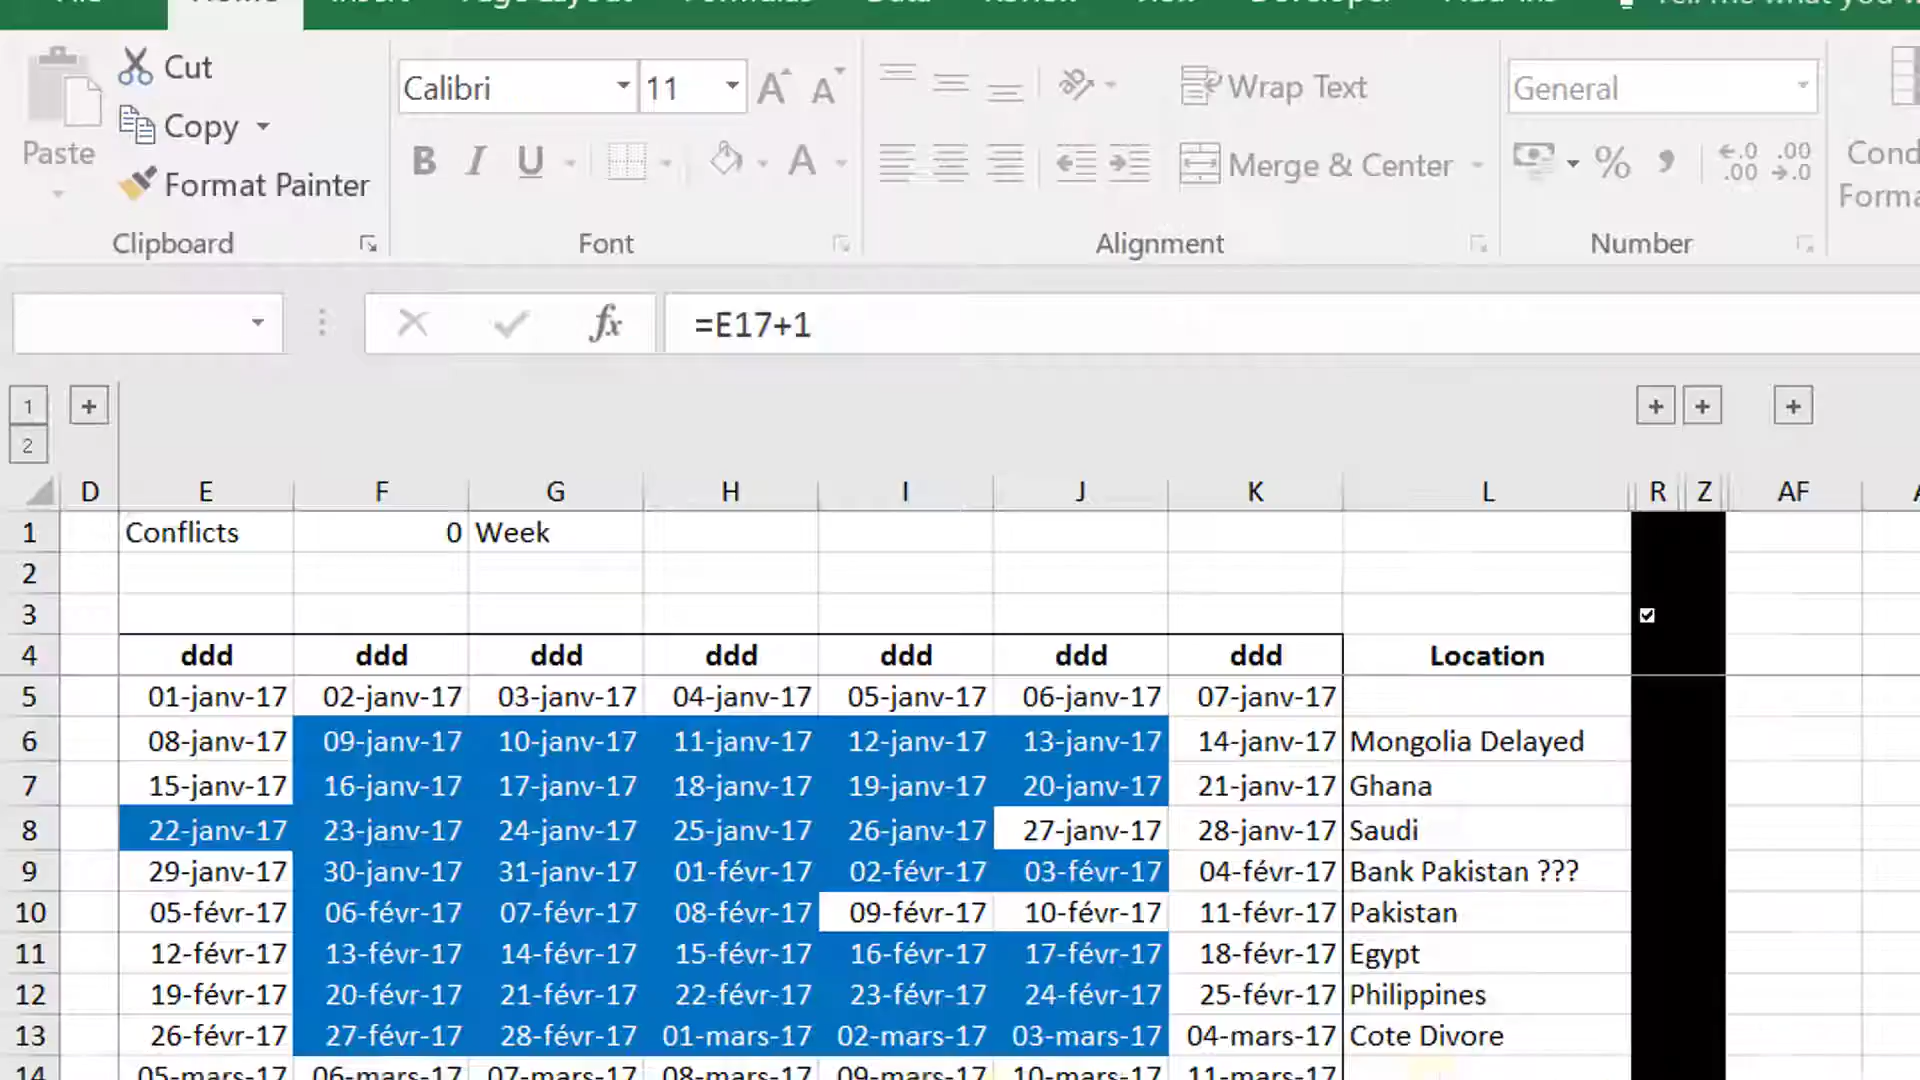 Cut
Calibri 11
Wrap Text
General
Copy
Paste
Format Painter
B I U
A
Merge & Center
%
Cond
Forma
Clipboard
Font
Alignment
Number
fx
=E17+1
1
2
D E F G H I J K L R Z AF
1 Conflicts 0 Week
2
3
4 ddd ddd ddd ddd ddd ddd ddd Location
5 01-janv-17 02-janv-17 03-janv-17 04-janv-17 05-janv-17 06-janv-17 07-janv-17
6 08-janv-17 09-janv-17 10-janv-17 11-janv-17 12-janv-17 13-janv-17 14-janv-17 Mongolia Delayed
7 15-janv-17 16-janv-17 17-janv-17 18-janv-17 19-janv-17 20-janv-17 21-janv-17 Ghana
8 22-janv-17 23-janv-17 24-janv-17 25-janv-17 26-janv-17 27-janv-17 28-janv-17 Saudi
9 29-janv-17 30-janv-17 31-janv-17 01-févr-17 02-févr-17 03-févr-17 04-févr-17 Bank Pakistan ???
10 05-févr-17 06-févr-17 07-févr-17 08-févr-17 09-févr-17 10-févr-17 11-févr-17 Pakistan
11 12-févr-17 13-févr-17 14-févr-17 15-févr-17 16-févr-17 17-févr-17 18-févr-17 Egypt
12 19-févr-17 20-févr-17 21-févr-17 22-févr-17 23-févr-17 24-févr-17 25-févr-17 Philippines
13 26-févr-17 27-févr-17 28-févr-17 01-mars-17 02-mars-17 03-mars-17 04-mars-17 Cote Divore
14 05-mars-17 06-mars-17 07-mars-17 08-mars-17 09-mars-17 10-mars-17 11-mars-17